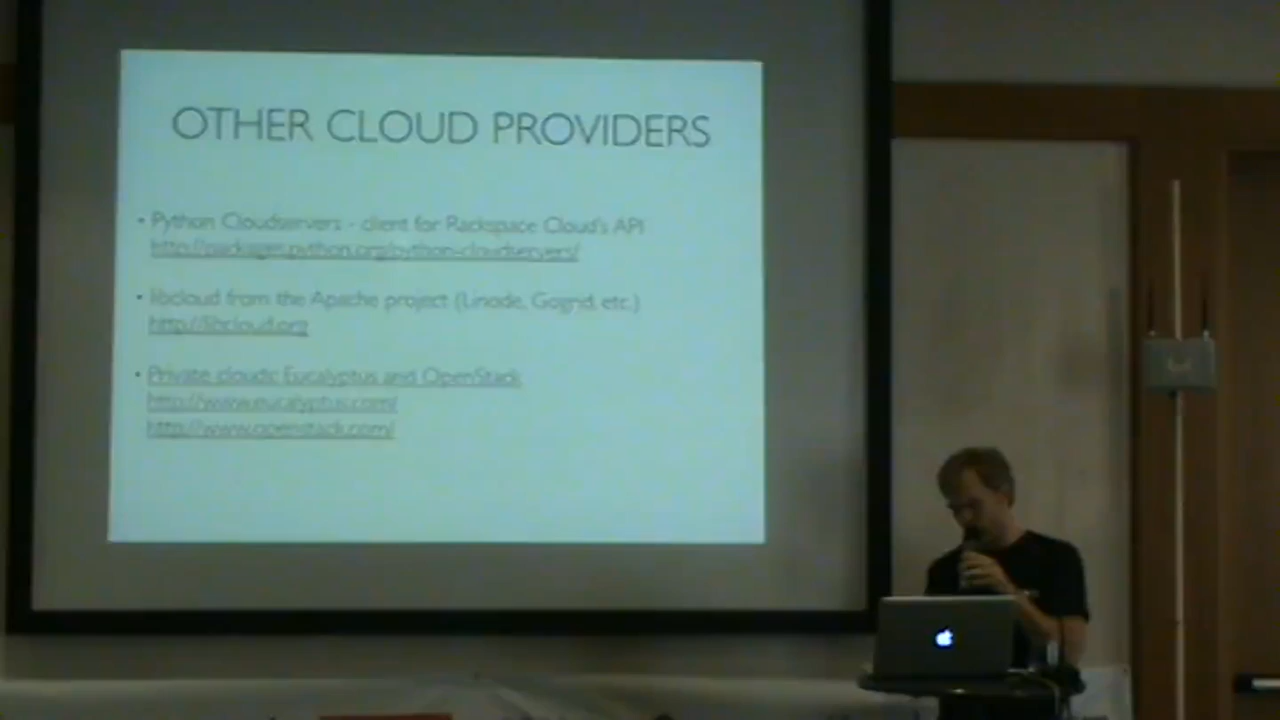 OTHER CLOUD PROVIDERS
• Python Cloudservers - client for Rackspace Cloud's API
http://packages.python.org/python-cloudservers/
• libcloud from the Apache project (Linode, Gogrid, etc.)
http://libcloud.org
• Private clouds: Eucalyptus and OpenStack
http://www.eucalyptus.com/
http://www.openstack.com/